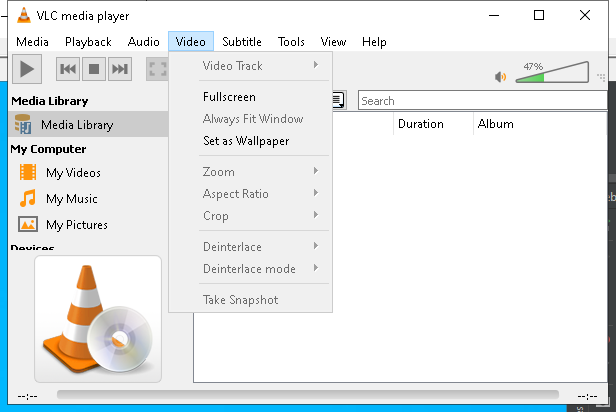 VLC media player
Media Playback Audio Video Subtitle Tools View Help
Video Track
Fullscreen
Always Fit Window
Set as Wallpaper
Zoom
Aspect Ratio
Crop
Deinterlace
Deinterlace mode
Take Snapshot
47%
Media Library
Media Library
My Computer
My Videos
My Music
My Pictures
Devices
Search
Duration Album
--:-- --:--